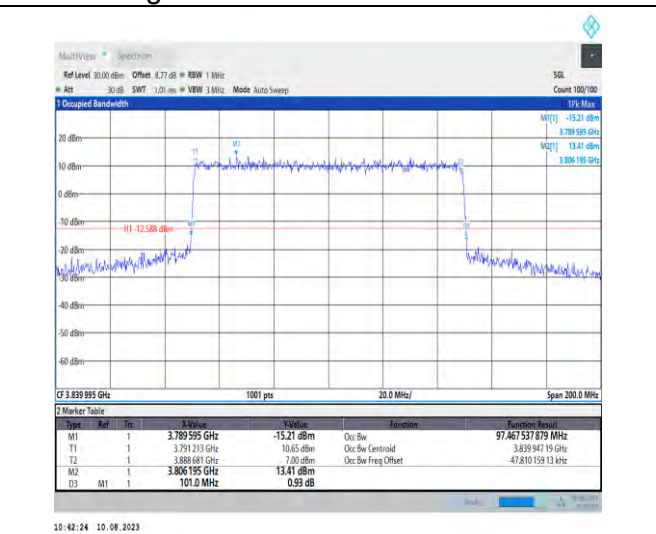 MultiView Spectrum
Ref Level 30.00 dBm Offset 8.77 dB RBW 1 MHz SGL
Att 30 dB SWT 1.01 ms VBW 3 MHz Mode Auto Sweep Count 100/100
1 Occupied Bandwidth 1Pk Max
M1[1] -15.21 dBm
3.789 595 GHz
M2[1] 13.41 dBm
3.806 195 GHz
20 dBm
T1 M2 T2
10 dBm
0 dBm
-10 dBm
H1 -12.588 dBm M1 D3
-20 dBm
-30 dBm
-40 dBm
-50 dBm
-60 dBm
CF 3.839 995 GHz 1001 pts 20.0 MHz/ Span 200.0 MHz
2 Marker Table
Type Ref Trc X-Value Y-Value Function Function Result
M1 1 3.789 595 GHz -15.21 dBm Occ Bw 97.467 537 879 MHz
T1 1 3.791 213 GHz 10.65 dBm Occ Bw Centroid 3.839 947 19 GHz
T2 1 3.888 681 GHz 7.00 dBm Occ Bw Freq Offset -47.810 159 13 kHz
M2 1 3.806 195 GHz 13.41 dBm
D3 M1 1 101.0 MHz 0.93 dB
10:42:24 10.08.2023